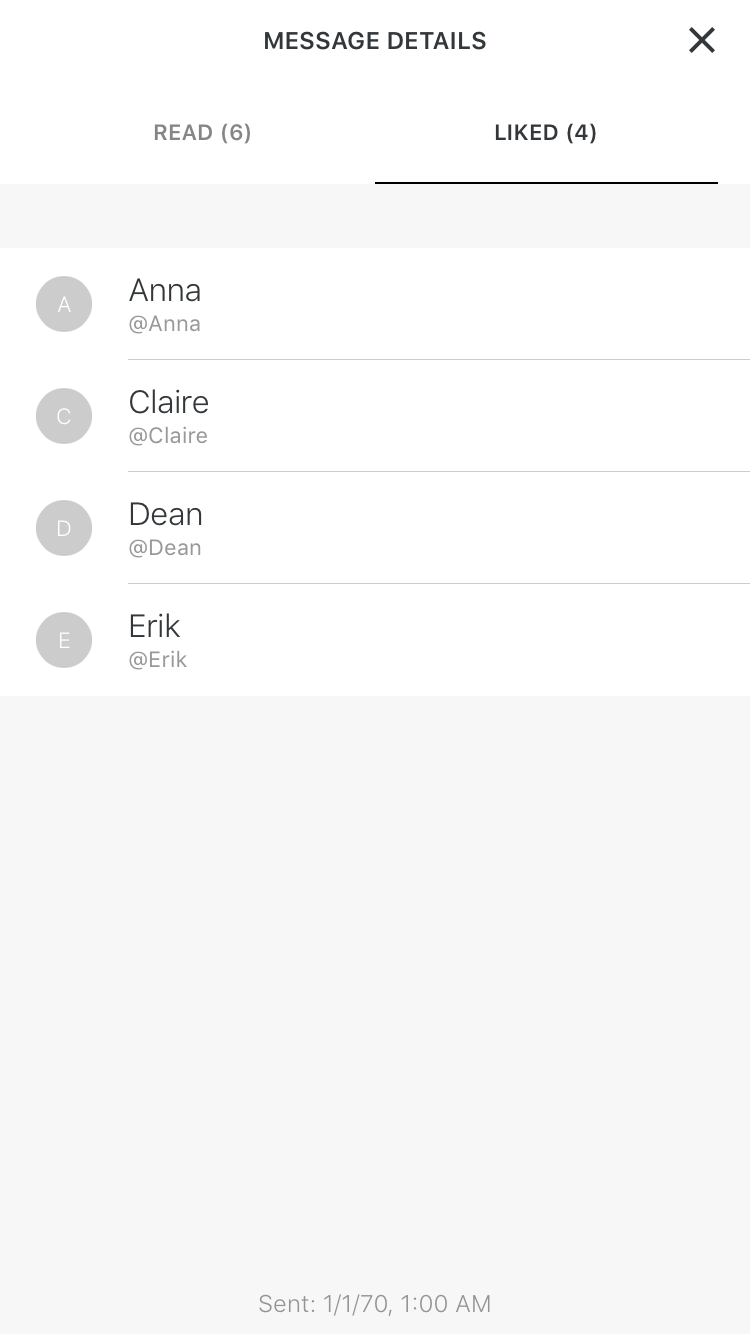 MESSAGE DETAILS
READ (6)
LIKED (4)
A
Anna
@Anna
C
Claire
@Claire
D
Dean
@Dean
E
Erik
@Erik
Sent: 1/1/70, 1:00 AM